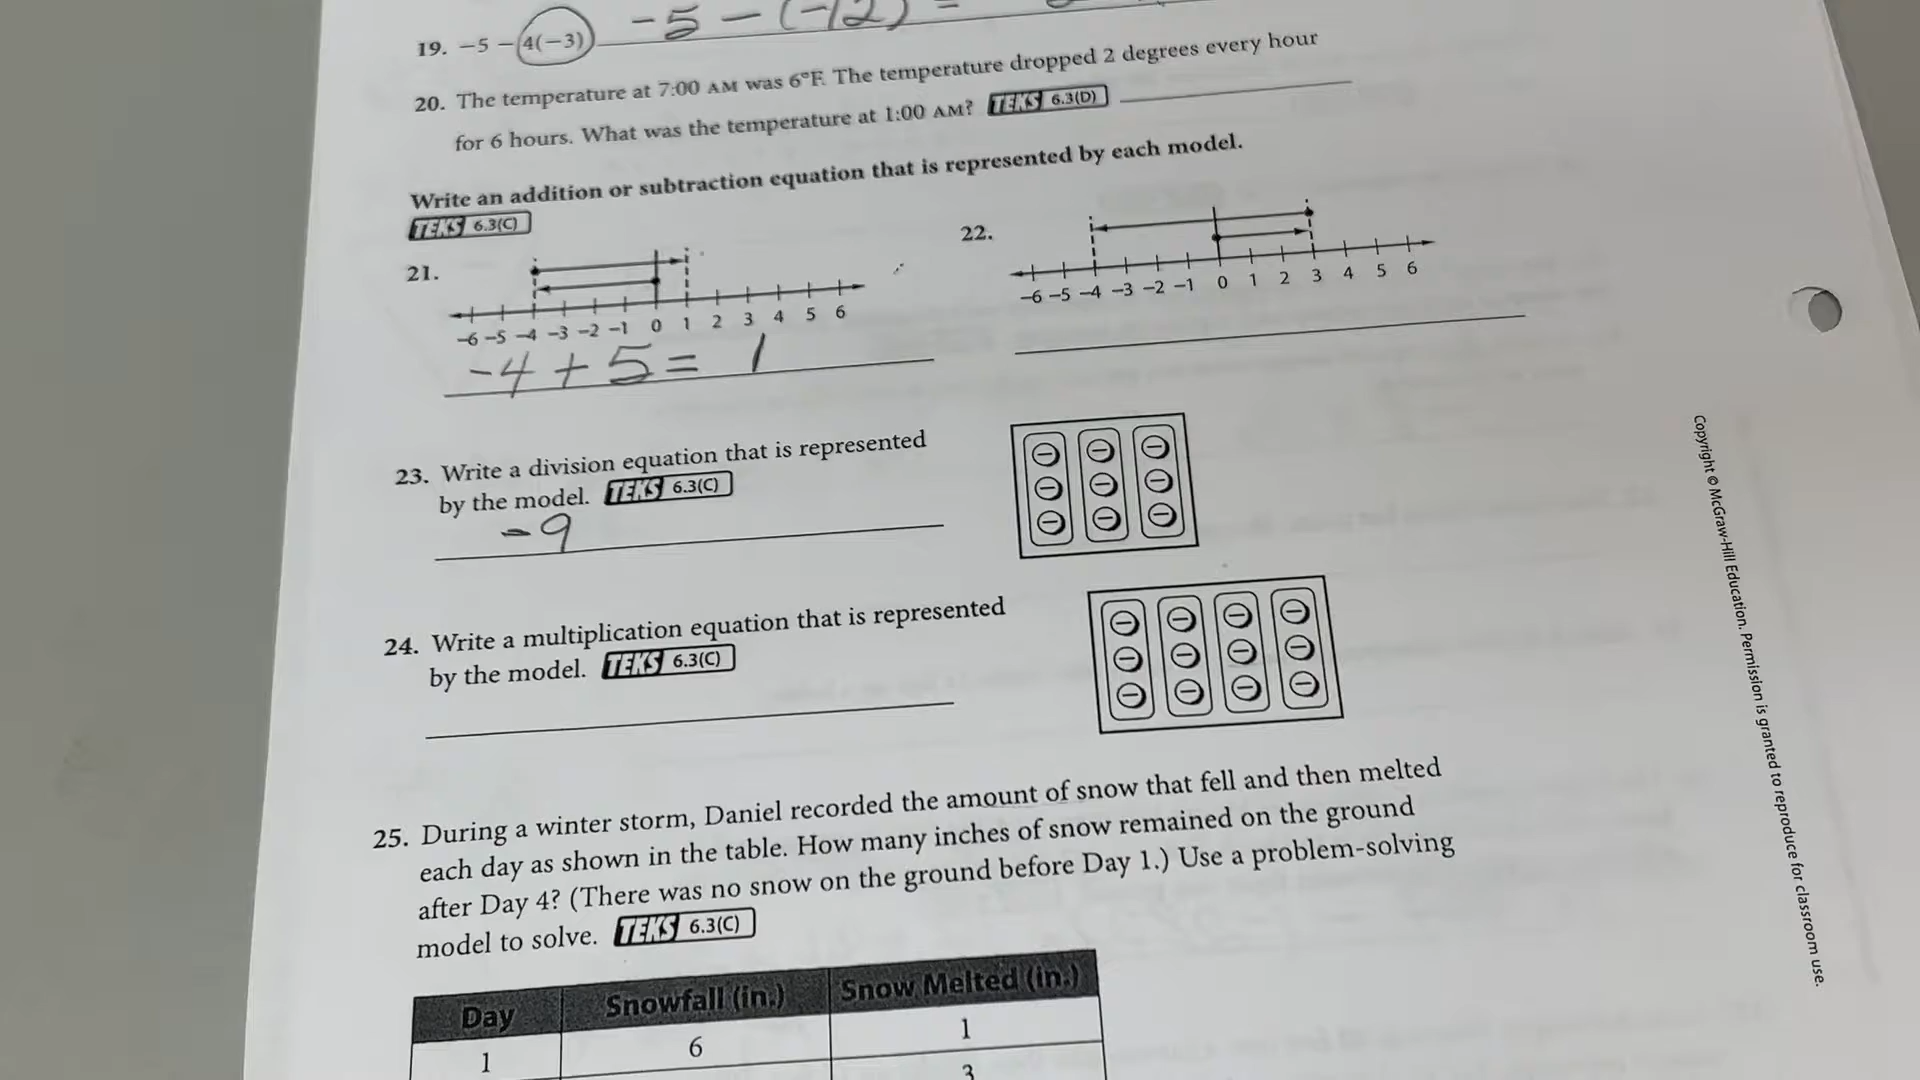 19. −5 − 4(−3) -5 - (-12) =
20. The temperature at 7:00 AM was 6°F. The temperature dropped 2 degrees every hour
for 6 hours. What was the temperature at 1:00 AM? TEKS 6.3(D)
Write an addition or subtraction equation that is represented by each model.
TEKS 6.3(C)
21.
−6 −5 −4 −3 −2 −1 0 1 2 3 4 5 6
-4 + 5 = 1
22.
−6 −5 −4 −3 −2 −1 0 1 2 3 4 5 6
23. Write a division equation that is represented
by the model. TEKS 6.3(C)
-9
− − −
− − −
− − −
24. Write a multiplication equation that is represented
by the model. TEKS 6.3(C)
− − − −
− − − −
− − − −
25. During a winter storm, Daniel recorded the amount of snow that fell and then melted
each day as shown in the table. How many inches of snow remained on the ground
after Day 4? (There was no snow on the ground before Day 1.) Use a problem-solving
model to solve. TEKS 6.3(C)
Day Snowfall (in.) Snow Melted (in.)
1 6 1
3
Copyright © McGraw-Hill Education. Permission is granted to reproduce for classroom use.